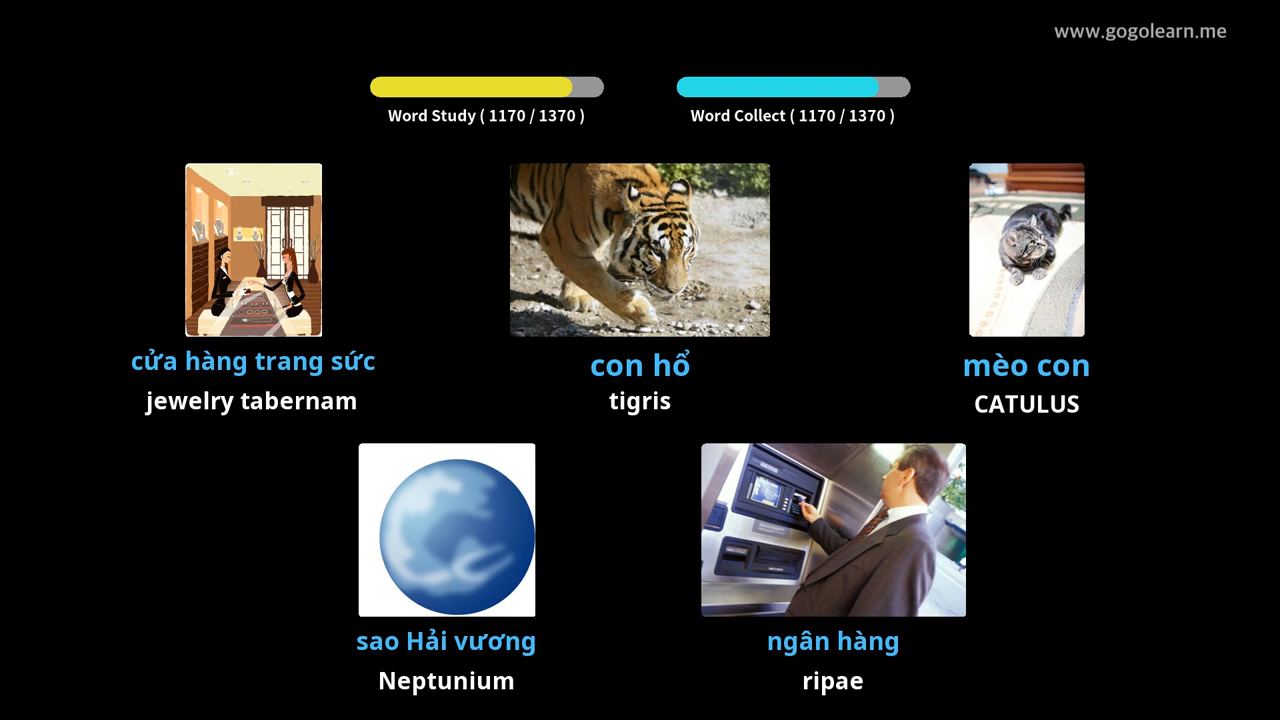 www.gogolearn.me
Word Study ( 1170 / 1370 )
Word Collect ( 1170 / 1370 )
cửa hàng trang sức
jewelry tabernam
con hổ
tigris
mèo con
CATULUS
sao Hải vương
Neptunium
ngân hàng
ripae